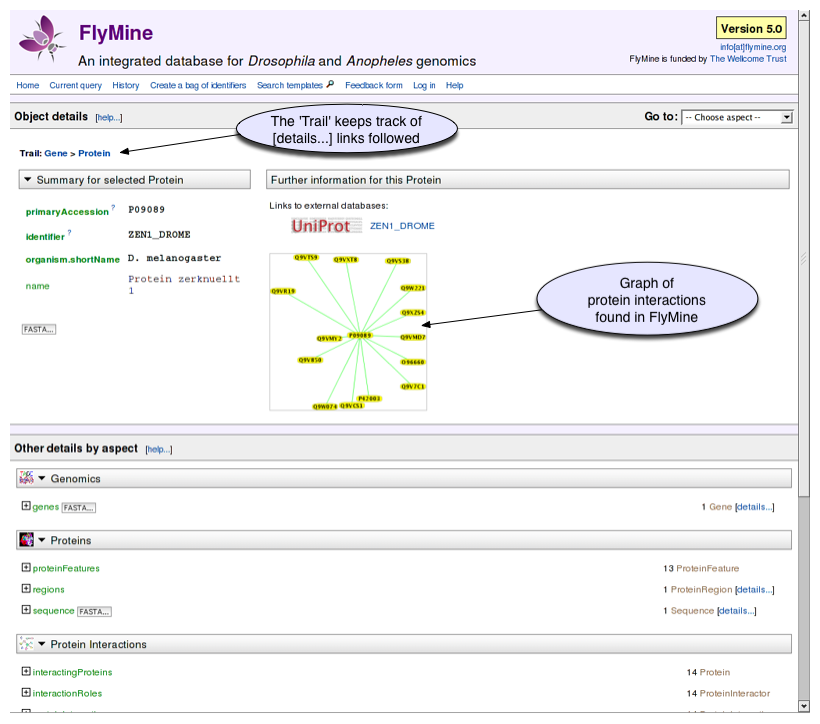 FlyMine
An integrated database for Drosophila and Anopheles genomics
Version 5.0
info[at]flymine.org
FlyMine is funded by The Wellcome Trust
Home Current query History Create a bag of identifiers Search templates Feedback form Log in Help
Object details [help...]
Go to: -- Choose aspect --
The 'Trail' keeps track of
[details...] links followed
Trail: Gene > Protein
Summary for selected Protein
primaryAccession ? P09089
identifier ? ZEN1_DROME
organism.shortName D. melanogaster
name Protein zerknuellt
1
FASTA...
Further information for this Protein
Links to external databases:
UniProt ZEN1_DROME
Q9VTS9 Q9VXT8 Q9VS38
Q9VR19 Q9W221
Q9VZS4
Q9VMY2 P09089 Q9VMD7
Q9V850 O96660
Q9V7C1
P42003
Q9W074 Q9VCS1
Graph of
protein interactions
found in FlyMine
Other details by aspect [help...]
Genomics
genes FASTA... 1 Gene [details...]
Proteins
proteinFeatures 13 ProteinFeature
regions 1 ProteinRegion [details...]
sequence FASTA... 1 Sequence [details...]
Protein Interactions
interactingProteins 14 Protein
interactionRoles 14 ProteinInteractor